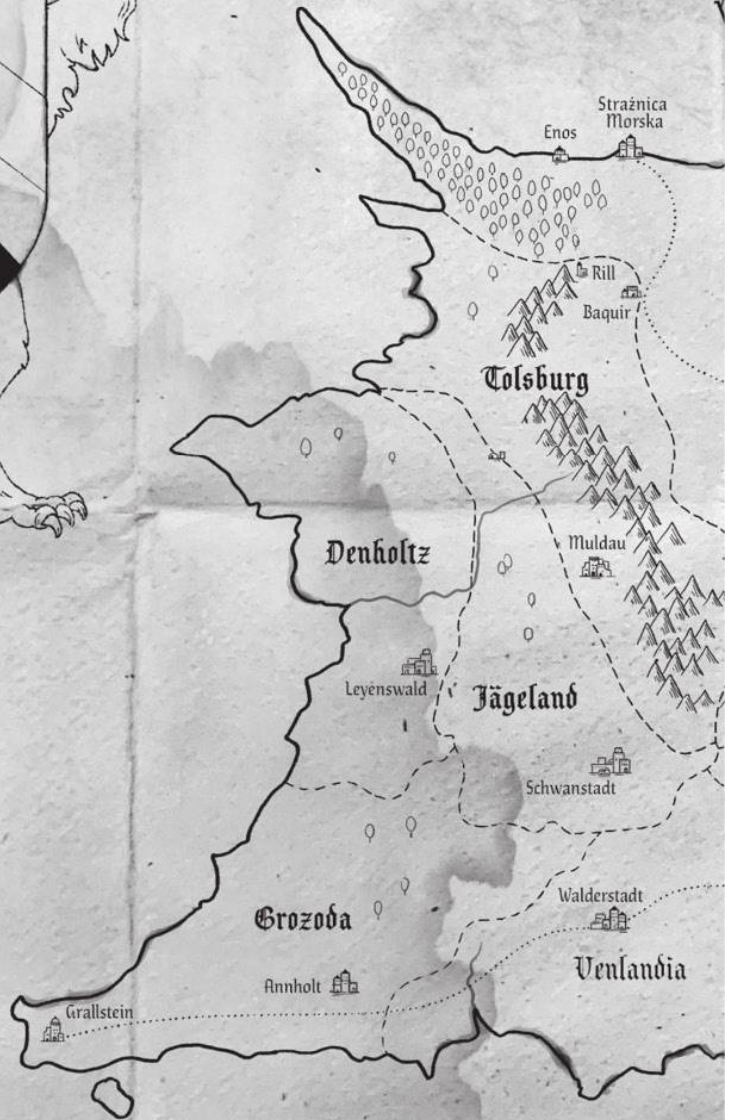 Strażnica
Morska
Enos
Rill
Baquir
Tolsburg
Denholtz
Muldau
Leyenswald
Jägeland
Schwanstadt
Walderstadt
Grozoda
Venlandia
Annholt
Grallstein